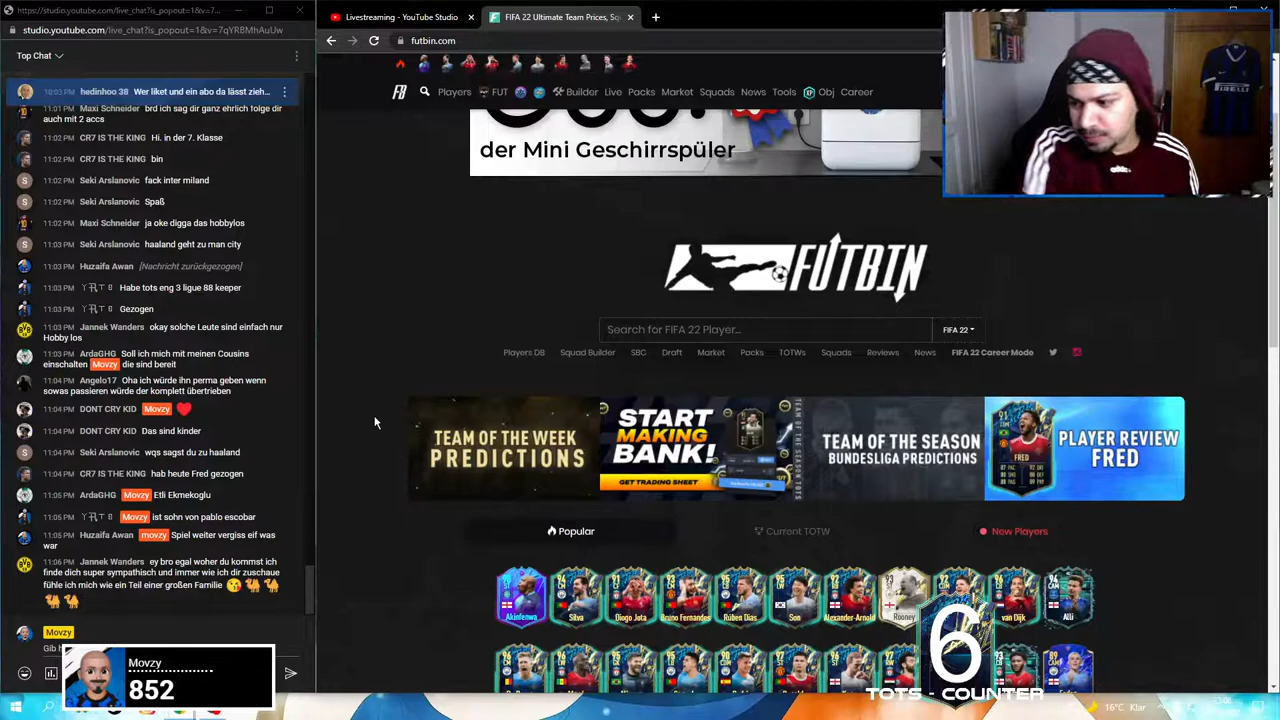 https://studio.youtube.com/live_chat?is_popout=1&v=7...
studio.youtube.com/live_chat?is_popout=1&v=7qYR8MhAuUw
Top Chat
10:03 PM hedinhoo 38 Wer liket und ein abo da lässt zieh...
11:01 PM Maxi Schneider brd ich sag dir ganz ehrlich folge dir
auch mit 2 accs
11:02 PM CR7 IS THE KING Hi. in der 7. Klasse
11:02 PM CR7 IS THE KING bin
11:02 PM Seki Arslanovic fack inter miland
11:02 PM Seki Arslanovic Spaß
11:02 PM Maxi Schneider ja oke digga das hobbylos
11:02 PM Seki Arslanovic haaland geht zu man city
11:03 PM Huzaifa Awan [Nachricht zurückgezogen]
11:03 PM Habe tots eng 3 ligue 88 keeper
11:03 PM Gezogen
11:03 PM Jannek Wanders okay solche Leute sind einfach nur
Hobby los
11:03 PM ArdaGHG Soll ich mich mit meinen Cousins
einschalten Movzy die sind bereit
11:04 PM Angelo17 Oha ich würde ihn perma geben wenn
sowas passieren würde der komplett übertrieben
11:04 PM DONT CRY KID Movzy
11:04 PM DONT CRY KID Das sind kinder
11:04 PM Seki Arslanovic wqs sagst du zu haaland
11:04 PM CR7 IS THE KING hab heute Fred gezogen
11:05 PM ArdaGHG Movzy Etli Ekmekoglu
11:05 PM Movzy ist sohn von pablo escobar
11:05 PM Huzaifa Awan movzy Spiel weiter vergiss eif was
war
11:06 PM Jannek Wanders ey bro egal woher du kommst ich
finde dich super sympathisch und immer wie ich dir zuschaue
fühle ich mich wie ein Teil einer großen Familie
Movzy
Movzy
852
Livestreaming - YouTube Studio
FIFA 22 Ultimate Team Prices, Sq
futbin.com
FB Players FUT Builder Live Packs Market Squads News Tools Obj Career
der Mini Geschirrspüler
PIRELLI
FUTBIN
Search for FIFA 22 Player...
FIFA 22
Players DB Squad Builder SBC Draft Market Packs TOTWs Squads Reviews News FIFA 22 Career Mode
TEAM OF THE WEEK
PREDICTIONS
START
MAKING
BANK!
GET TRADING SHEET
TEAM OF THE SEASON
BUNDESLIGA PREDICTIONS
91
FRED
PLAYER REVIEW
FRED
Popular
Current TOTW
New Players
Akinfenwa Silva Diogo Jota Bruno Fernandes Rúben Dias Son Alexander-Arnold Rooney van Dijk Alli
6
TOTS - COUNTER
16°C Klar